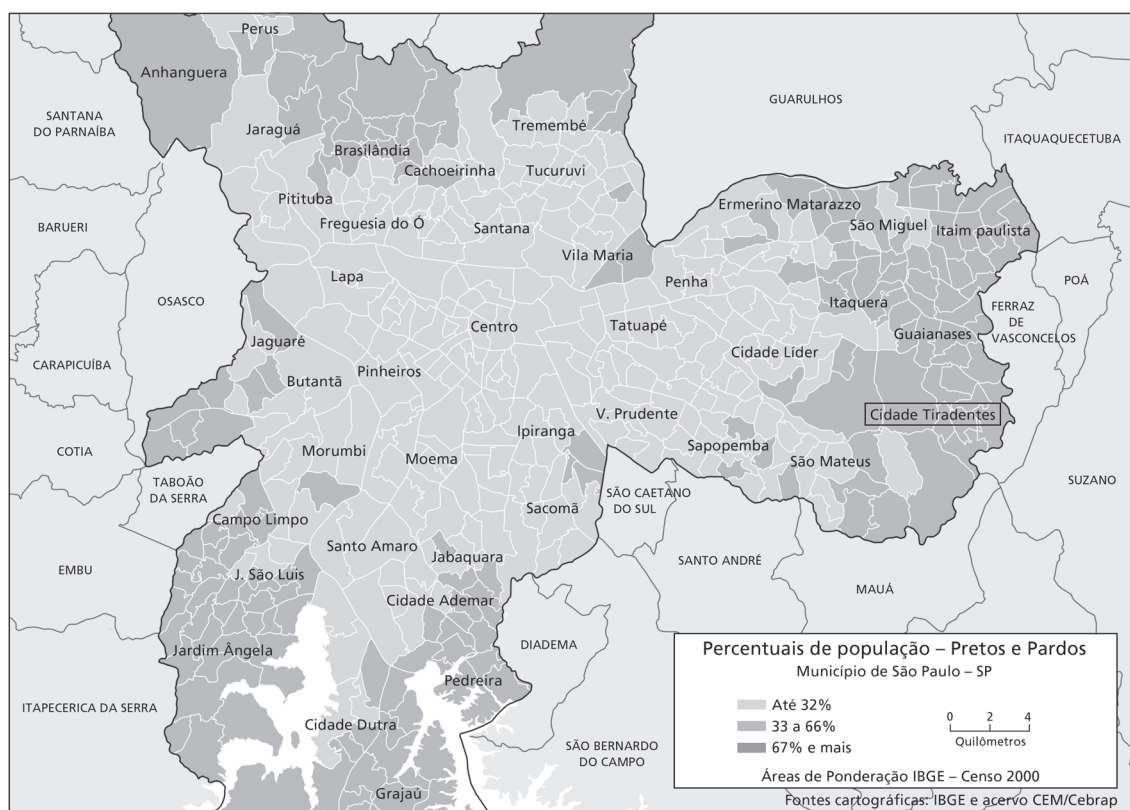 Perus
Anhanguera
GUARULHOS
SANTANA
DO PARNAÍBA
Jaraguá
Tremembé
ITAQUAQUECETUBA
Brasilândia
Cachoeirinha
Tucuruvi
Pitituba
Ermerino Matarazzo
Freguesia do Ó
Santana
São Miguel
Itaim paulista
BARUERI
Vila Maria
Lapa
Penha
POÁ
OSASCO
Itaquera
FERRAZ
DE
VASCONCELOS
Centro
Tatuapé
Guaianases
Jaguaré
Cidade Líder
CARAPICUÍBA
Pinheiros
Butantã
V. Prudente
Cidade Tiradentes
Ipiranga
Sapopemba
COTIA
Morumbi
Moema
São Mateus
TABOÃO
DA SERRA
SUZANO
SÃO CAETANO
DO SUL
Sacomã
Campo Limpo
Santo Amaro
Jabaquara
SANTO ANDRÉ
EMBU
J. São Luis
MAUÁ
Cidade Ademar
DIADEMA
Jardim Ângela
Pedreira
ITAPECERICA DA SERRA
Cidade Dutra
SÃO BERNARDO
DO CAMPO
Grajaú
Percentuais de população – Pretos e Pardos
Município de São Paulo – SP
Até 32%
33 a 66%
67% e mais
0 2 4
Quilômetros
Áreas de Ponderação IBGE – Censo 2000
Fontes cartográficas: IBGE e acervo CEM/Cebrap